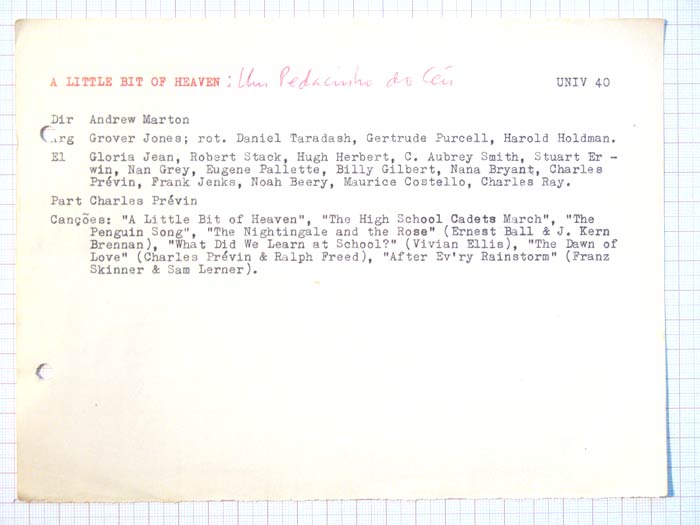 A LITTLE BIT OF HEAVEN : Um Pedacinho do Céu UNIV 40
Dir Andrew Marton
rg Grover Jones; rot. Daniel Taradash, Gertrude Purcell, Harold Holdman.
El Gloria Jean, Robert Stack, Hugh Herbert, C. Aubrey Smith, Stuart Er -
win, Nan Grey, Eugene Pallette, Billy Gilbert, Nana Bryant, Charles
Prévin, Frank Jenks, Noah Beery, Maurice Costello, Charles Ray.
Part Charles Prévin
Canções: "A Little Bit of Heaven", "The High School Cadets March", "The
Penguin Song", "The Nightingale and the Rose" (Ernest Ball & J. Kern
Brennan), "What Did We Learn at School?" (Vivian Ellis), "The Dawn of
Love" (Charles Prévin & Ralph Freed), "After Ev'ry Rainstorm" (Franz
Skinner & Sam Lerner).